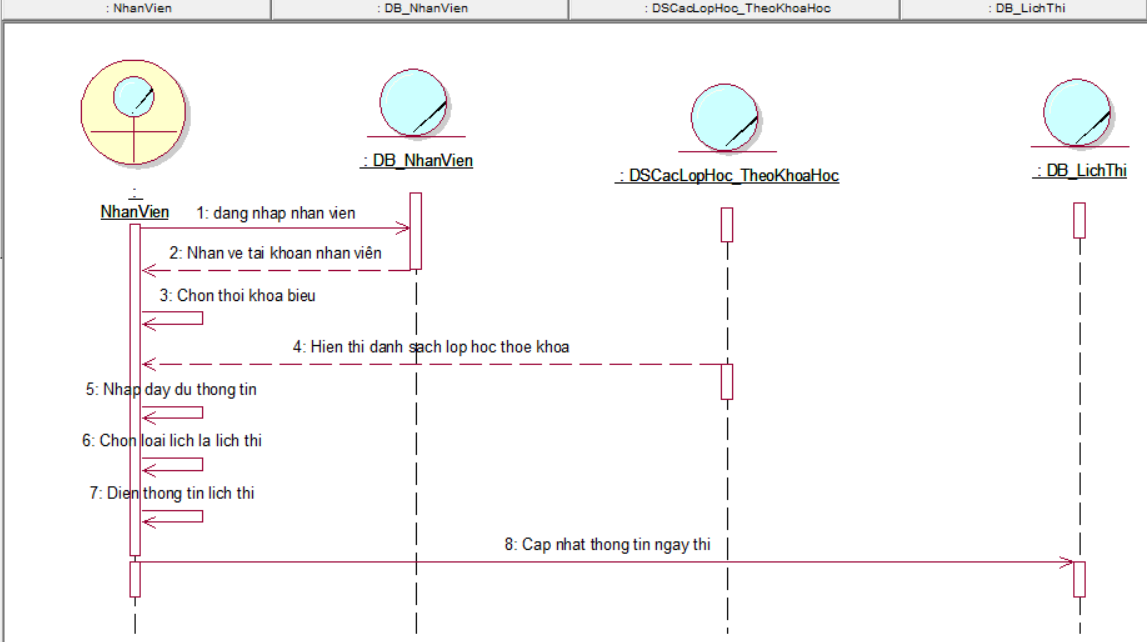 : NhanVien
: DB_NhanVien
: DSCacLopHoc_TheoKhoaHoc
: DB_LichThi
: DB_NhanVien
: DSCacLopHoc_TheoKhoaHoc
: DB_LichThi
:
NhanVien
1: dang nhap nhan vien
2: Nhan ve tai khoan nhan viên
3: Chon thoi khoa bieu
4: Hien thi danh sach lop hoc thoe khoa
5: Nhap day du thong tin
6: Chon loai lich la lich thi
7: Dien thong tin lich thi
8: Cap nhat thong tin ngay thi